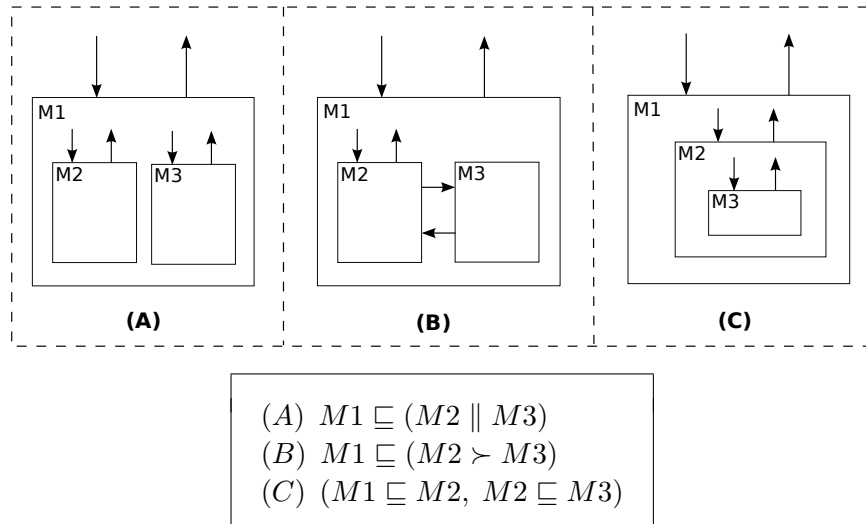 M1
M2
M3
(A)
M1
M2
M3
(B)
M1
M2
M3
(C)
(A) M1 ⊑ (M2 ∥ M3)
(B) M1 ⊑ (M2 ≻ M3)
(C) (M1 ⊑ M2, M2 ⊑ M3)